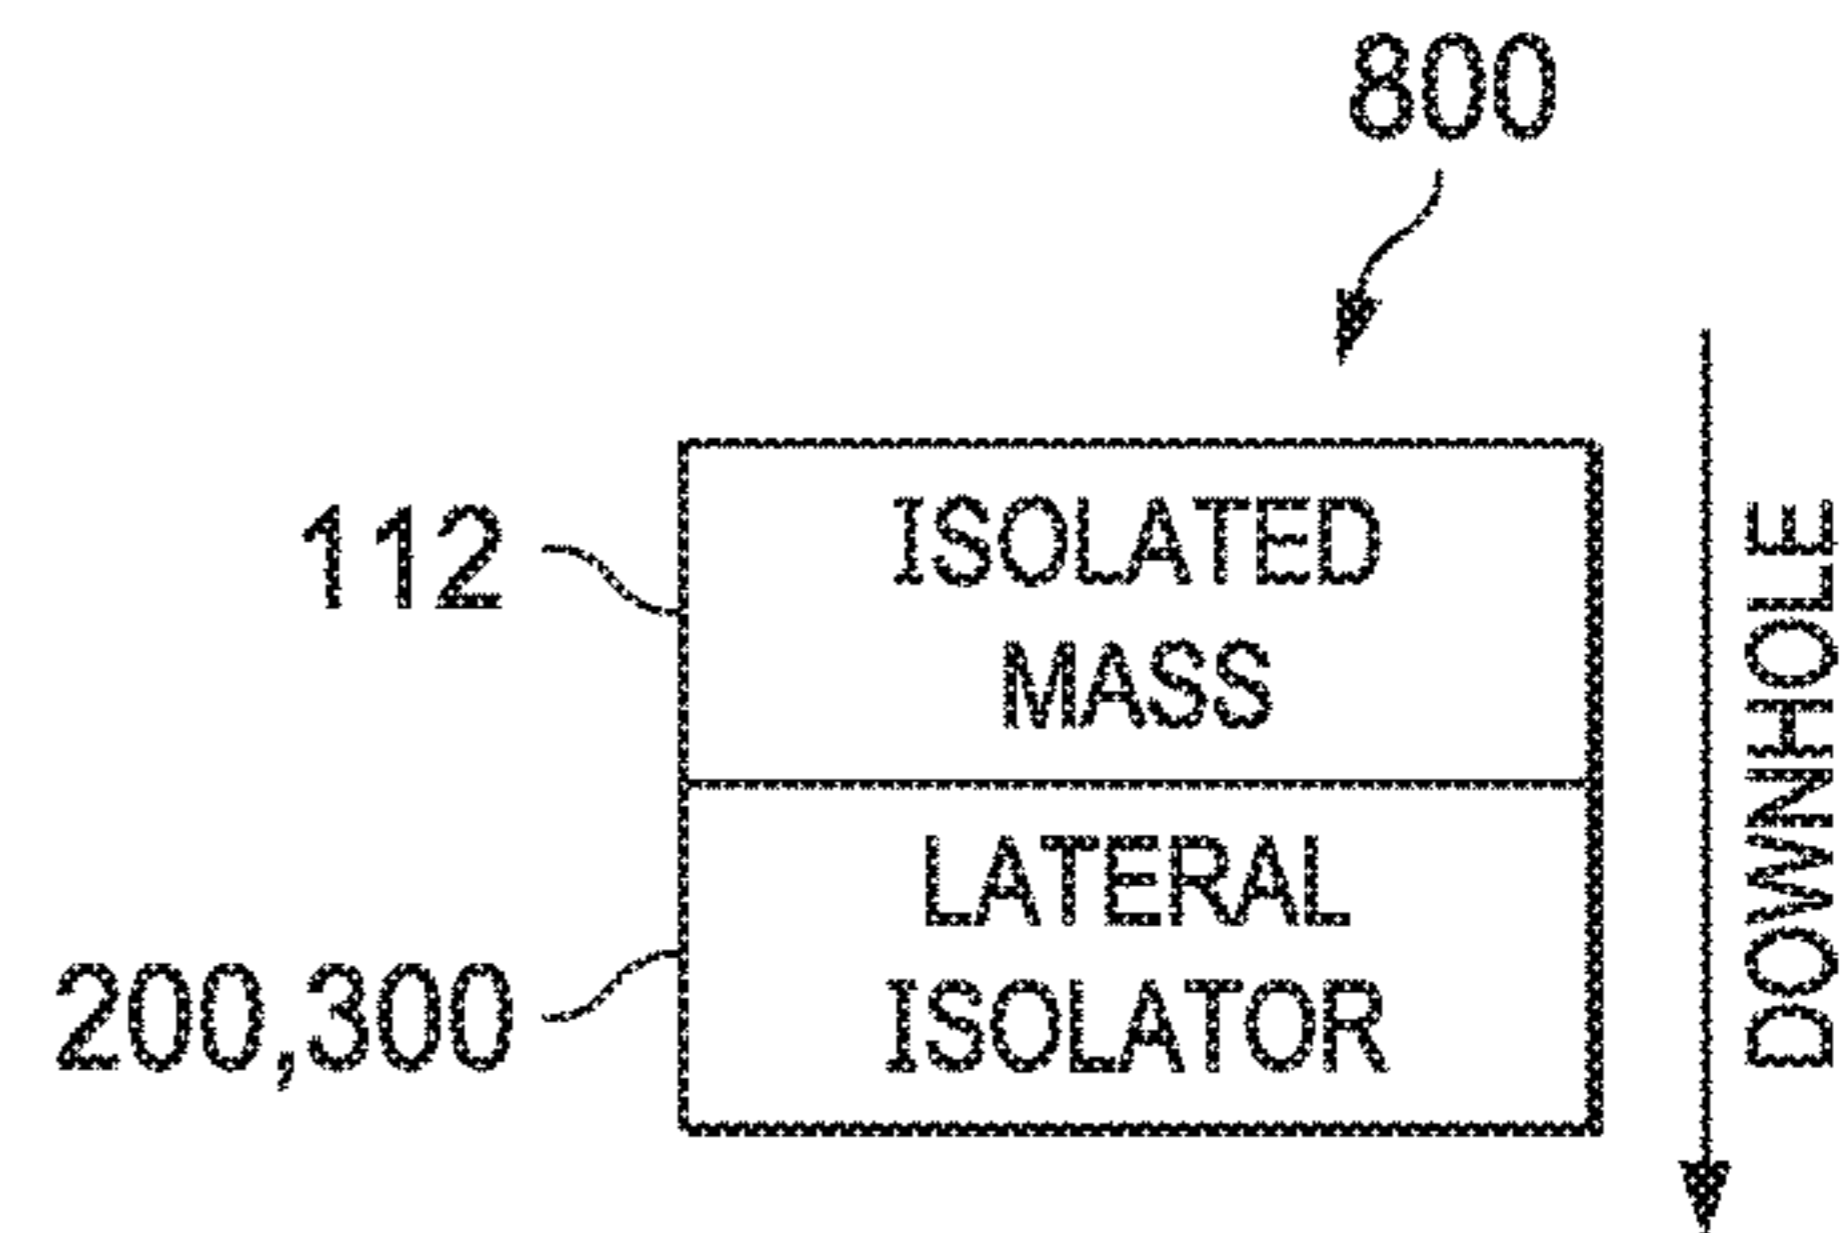 800
112
ISOLATED
MASS
LATERAL
ISOLATOR
200,300
DOWNHOLE